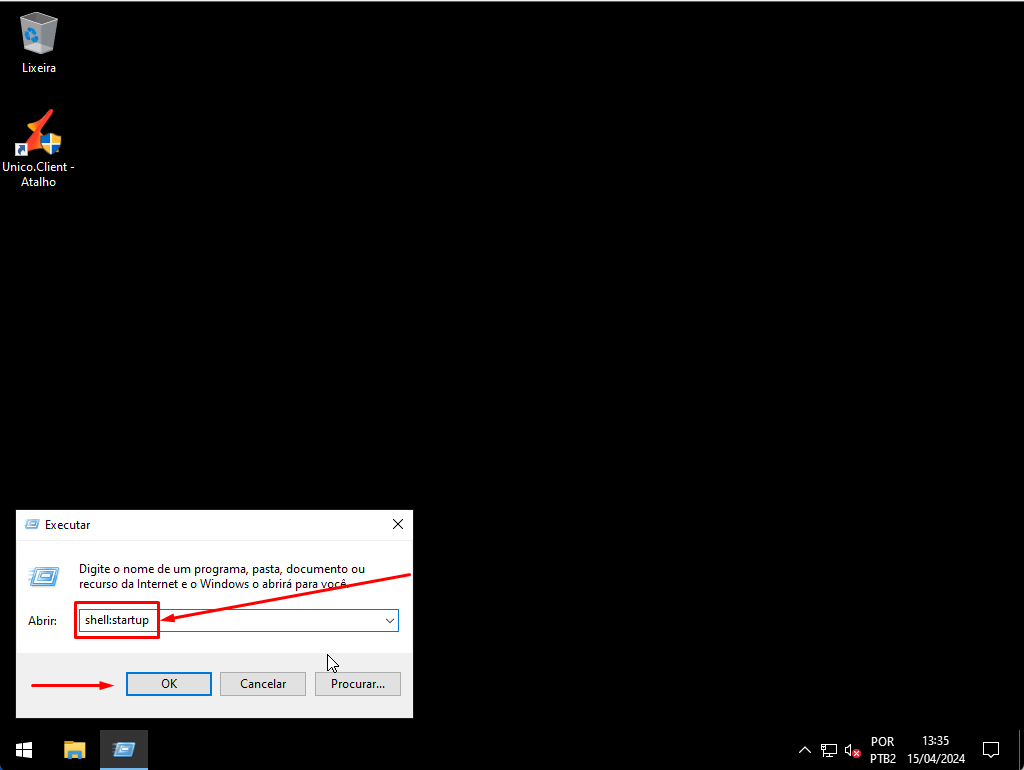 Lixeira
Unico.Client -
Atalho
Executar
Digite o nome de um programa, pasta, documento ou
recurso da Internet e o Windows o abrirá para você.
Abrir:
shell:startup
OK
Cancelar
Procurar...
POR
PTB2
13:35
15/04/2024